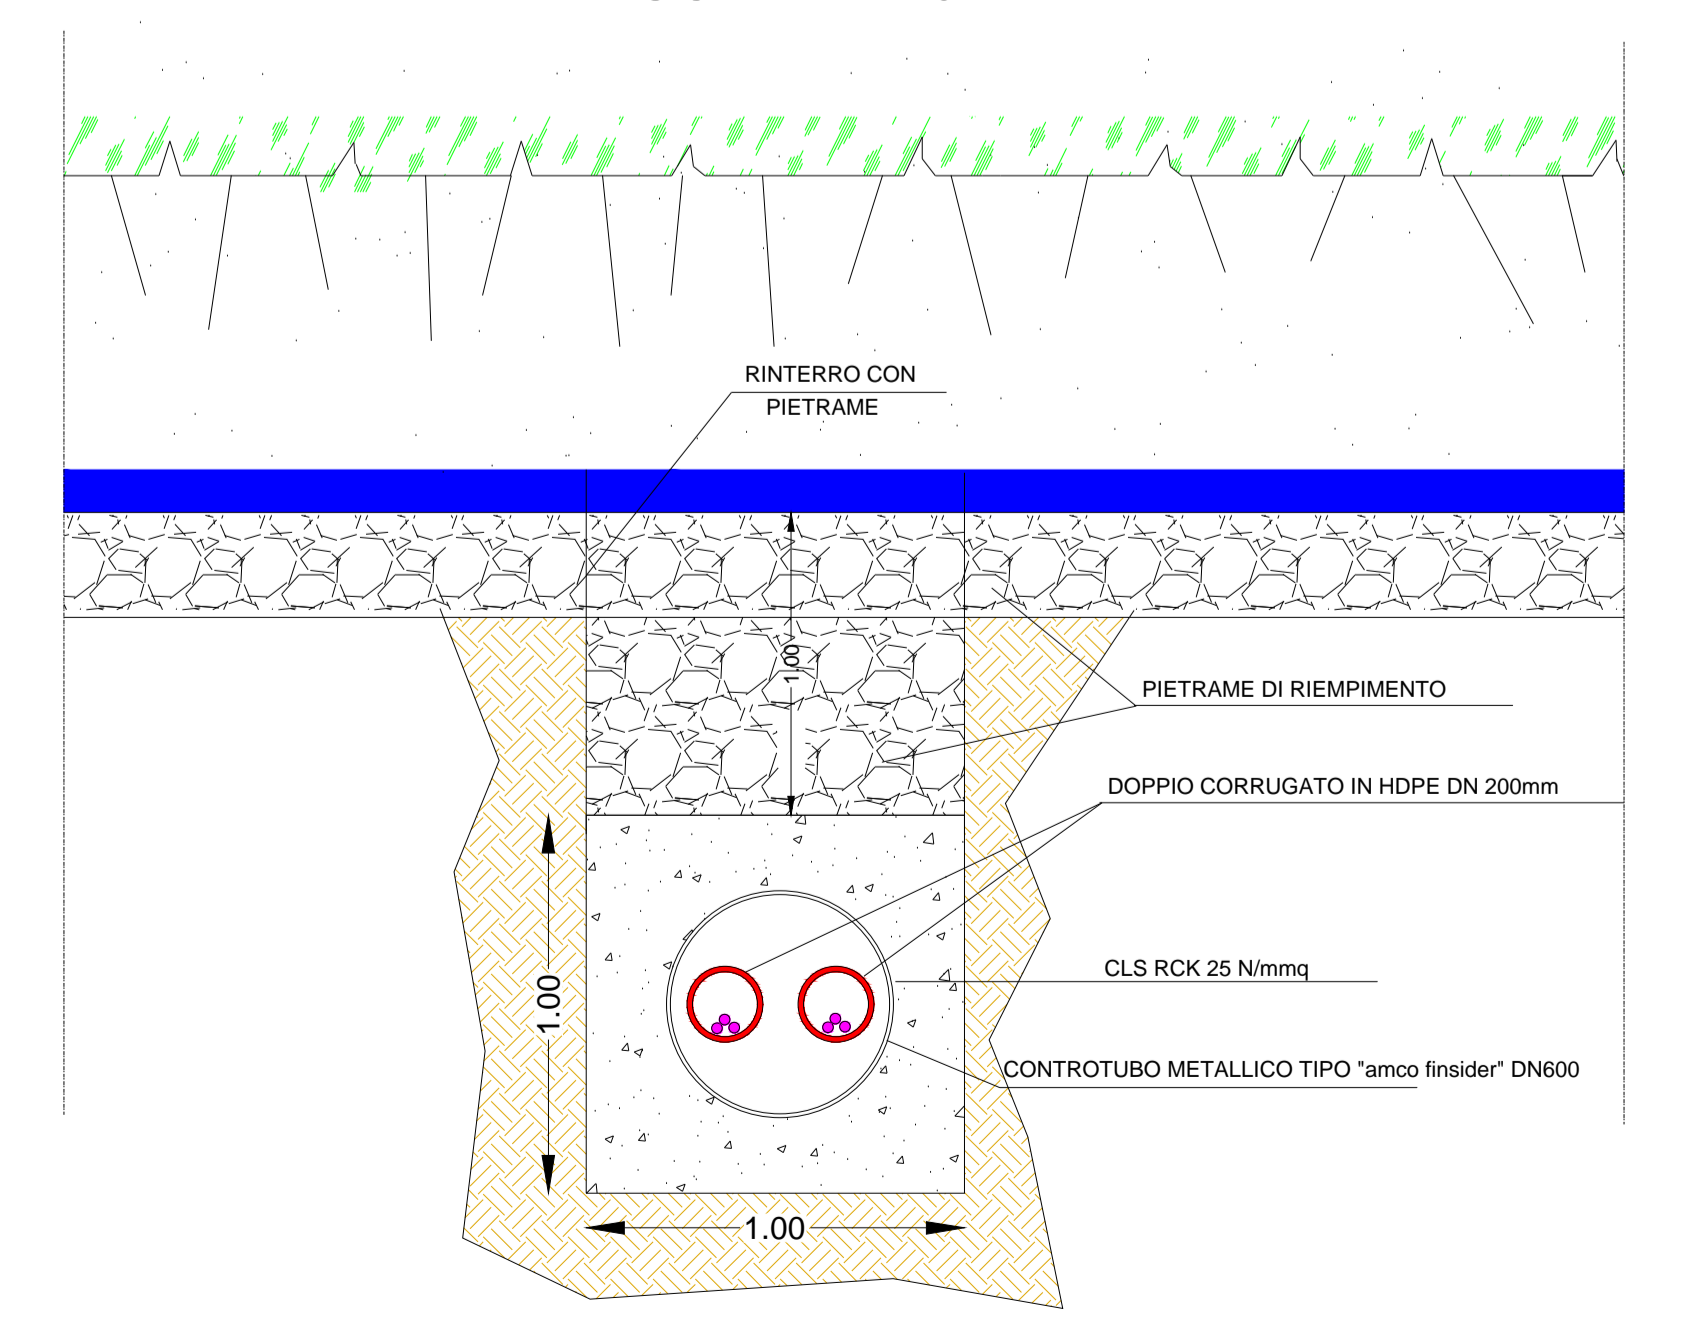 RINTERRO CON
PIETRAME
1.00
PIETRAME DI RIEMPIMENTO
DOPPIO CORRUGATO IN HDPE DN 200mm
CLS RCK 25 N/mmq
1.00
CONTROTUBO METALLICO TIPO "amco finsider" DN600
1.00